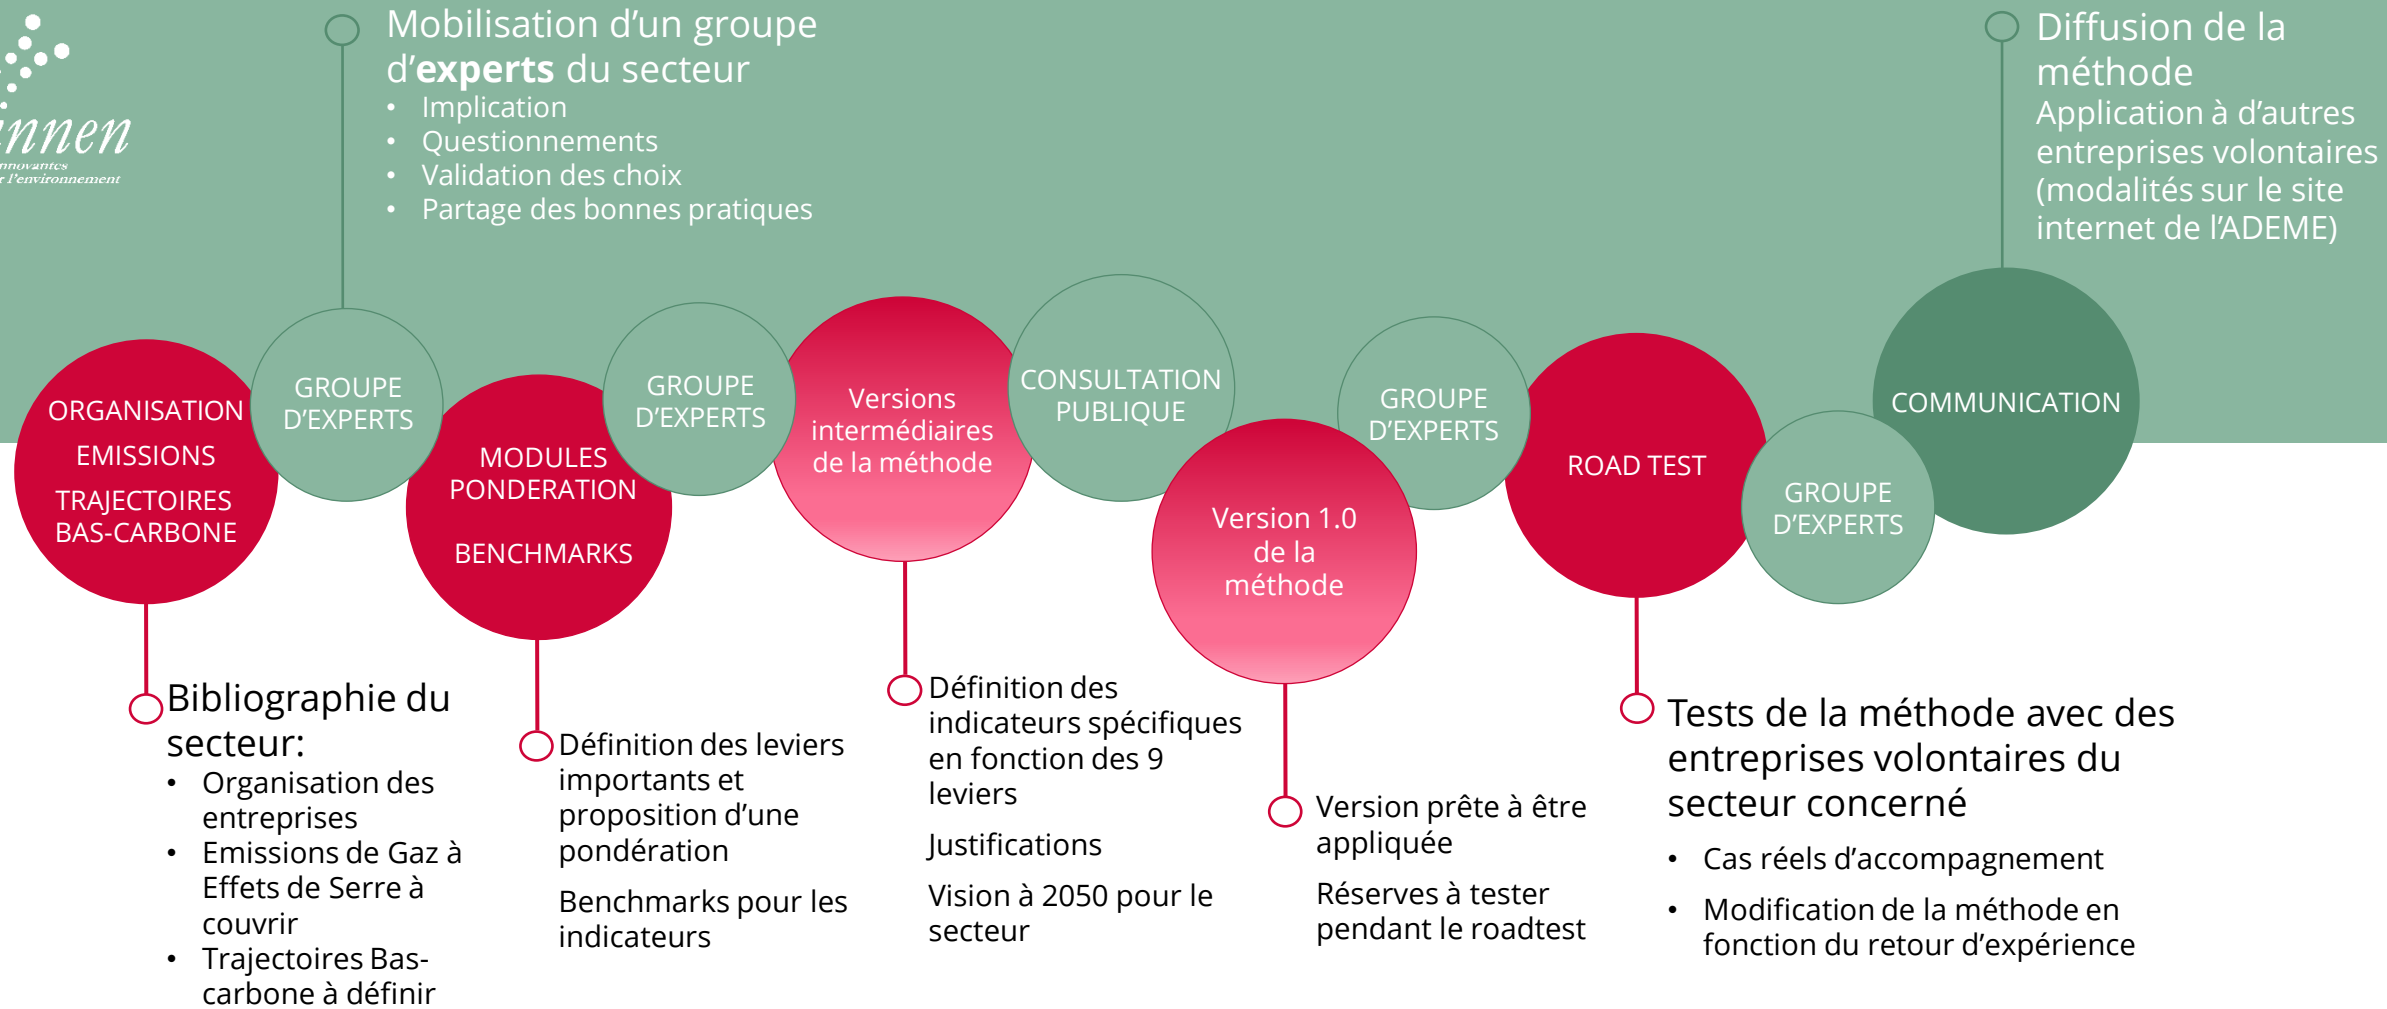 Mobilisation d'un groupe
d'experts du secteur
• Implication
• Questionnements
• Validation des choix
• Partage des bonnes pratiques
Diffusion de la
méthode
Application à d'autres
entreprises volontaires
(modalités sur le site
internet de l'ADEME)
l'environnement
ORGANISATION
EMISSIONS
TRAJECTOIRES
BAS-CARBONE
GROUPE
D'EXPERTS
MODULES
PONDERATION
BENCHMARKS
GROUPE
D'EXPERTS
Versions
intermédiaires
de la méthode
CONSULTATION
PUBLIQUE
Version 1.0
de la
méthode
GROUPE
D'EXPERTS
ROAD TEST
GROUPE
D'EXPERTS
COMMUNICATION
Bibliographie du
secteur:
• Organisation des
entreprises
• Emissions de Gaz à
Effets de Serre à
couvrir
• Trajectoires Bas-
carbone à définir
Définition des leviers
importants et
proposition d'une
pondération
Benchmarks pour les
indicateurs
Définition des
indicateurs spécifiques
en fonction des 9
leviers
Justifications
Vision à 2050 pour le
secteur
Version prête à être
appliquée
Réserves à tester
pendant le roadtest
Tests de la méthode avec des
entreprises volontaires du
secteur concerné
• Cas réels d'accompagnement
• Modification de la méthode en
fonction du retour d'expérience